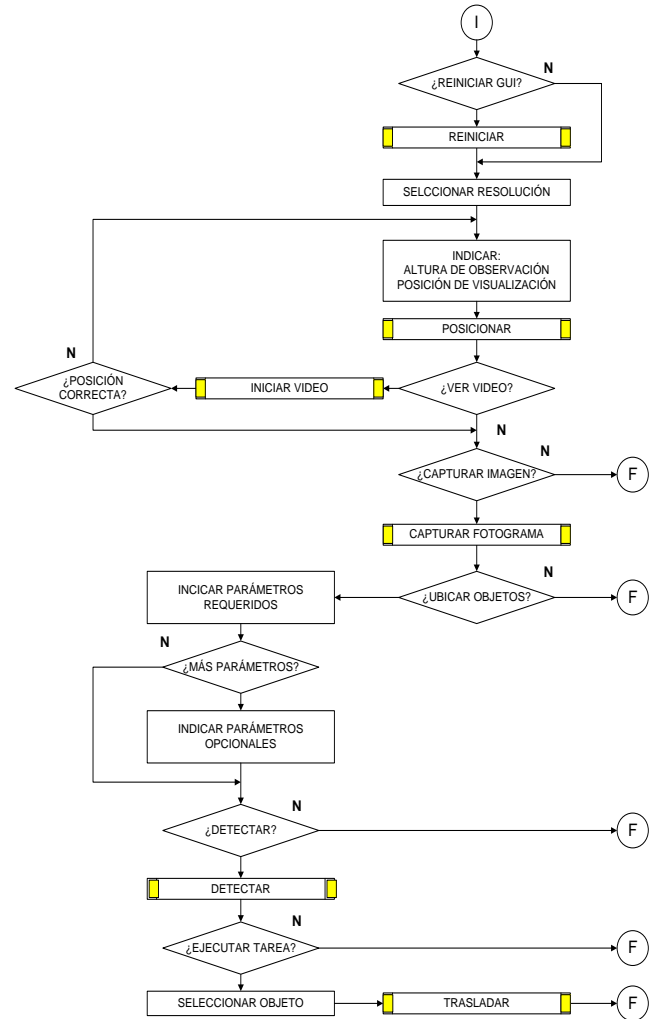 I
¿REINICIAR GUI?
N
REINICIAR
SELCCIONAR RESOLUCIÓN
INDICAR:
ALTURA DE OBSERVACIÓN
POSICIÓN DE VISUALIZACIÓN
POSICIONAR
N
¿POSICIÓN
CORRECTA?
INICIAR VIDEO
¿VER VIDEO?
N
¿CAPTURAR IMAGEN?
N
F
CAPTURAR FOTOGRAMA
INCICAR PARÁMETROS
REQUERIDOS
¿UBICAR OBJETOS?
N
F
N
¿MÁS PARÁMETROS?
INDICAR PARÁMETROS
OPCIONALES
N
¿DETECTAR?
F
DETECTAR
N
¿EJECUTAR TAREA?
F
SELECCIONAR OBJETO
TRASLADAR
F